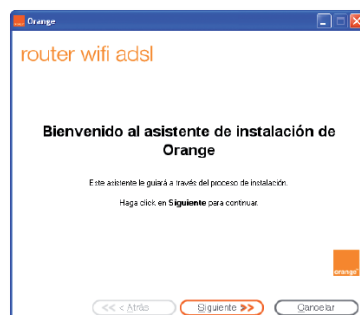 Orange
router wifi adsl
Bienvenido al asistente de instalación de
Orange
Este asistente le guiará a través del proceso de instalación.
Haga click en Siguiente para continuar.
orange
<< < Atrás
Siguiente >>
Cancelar